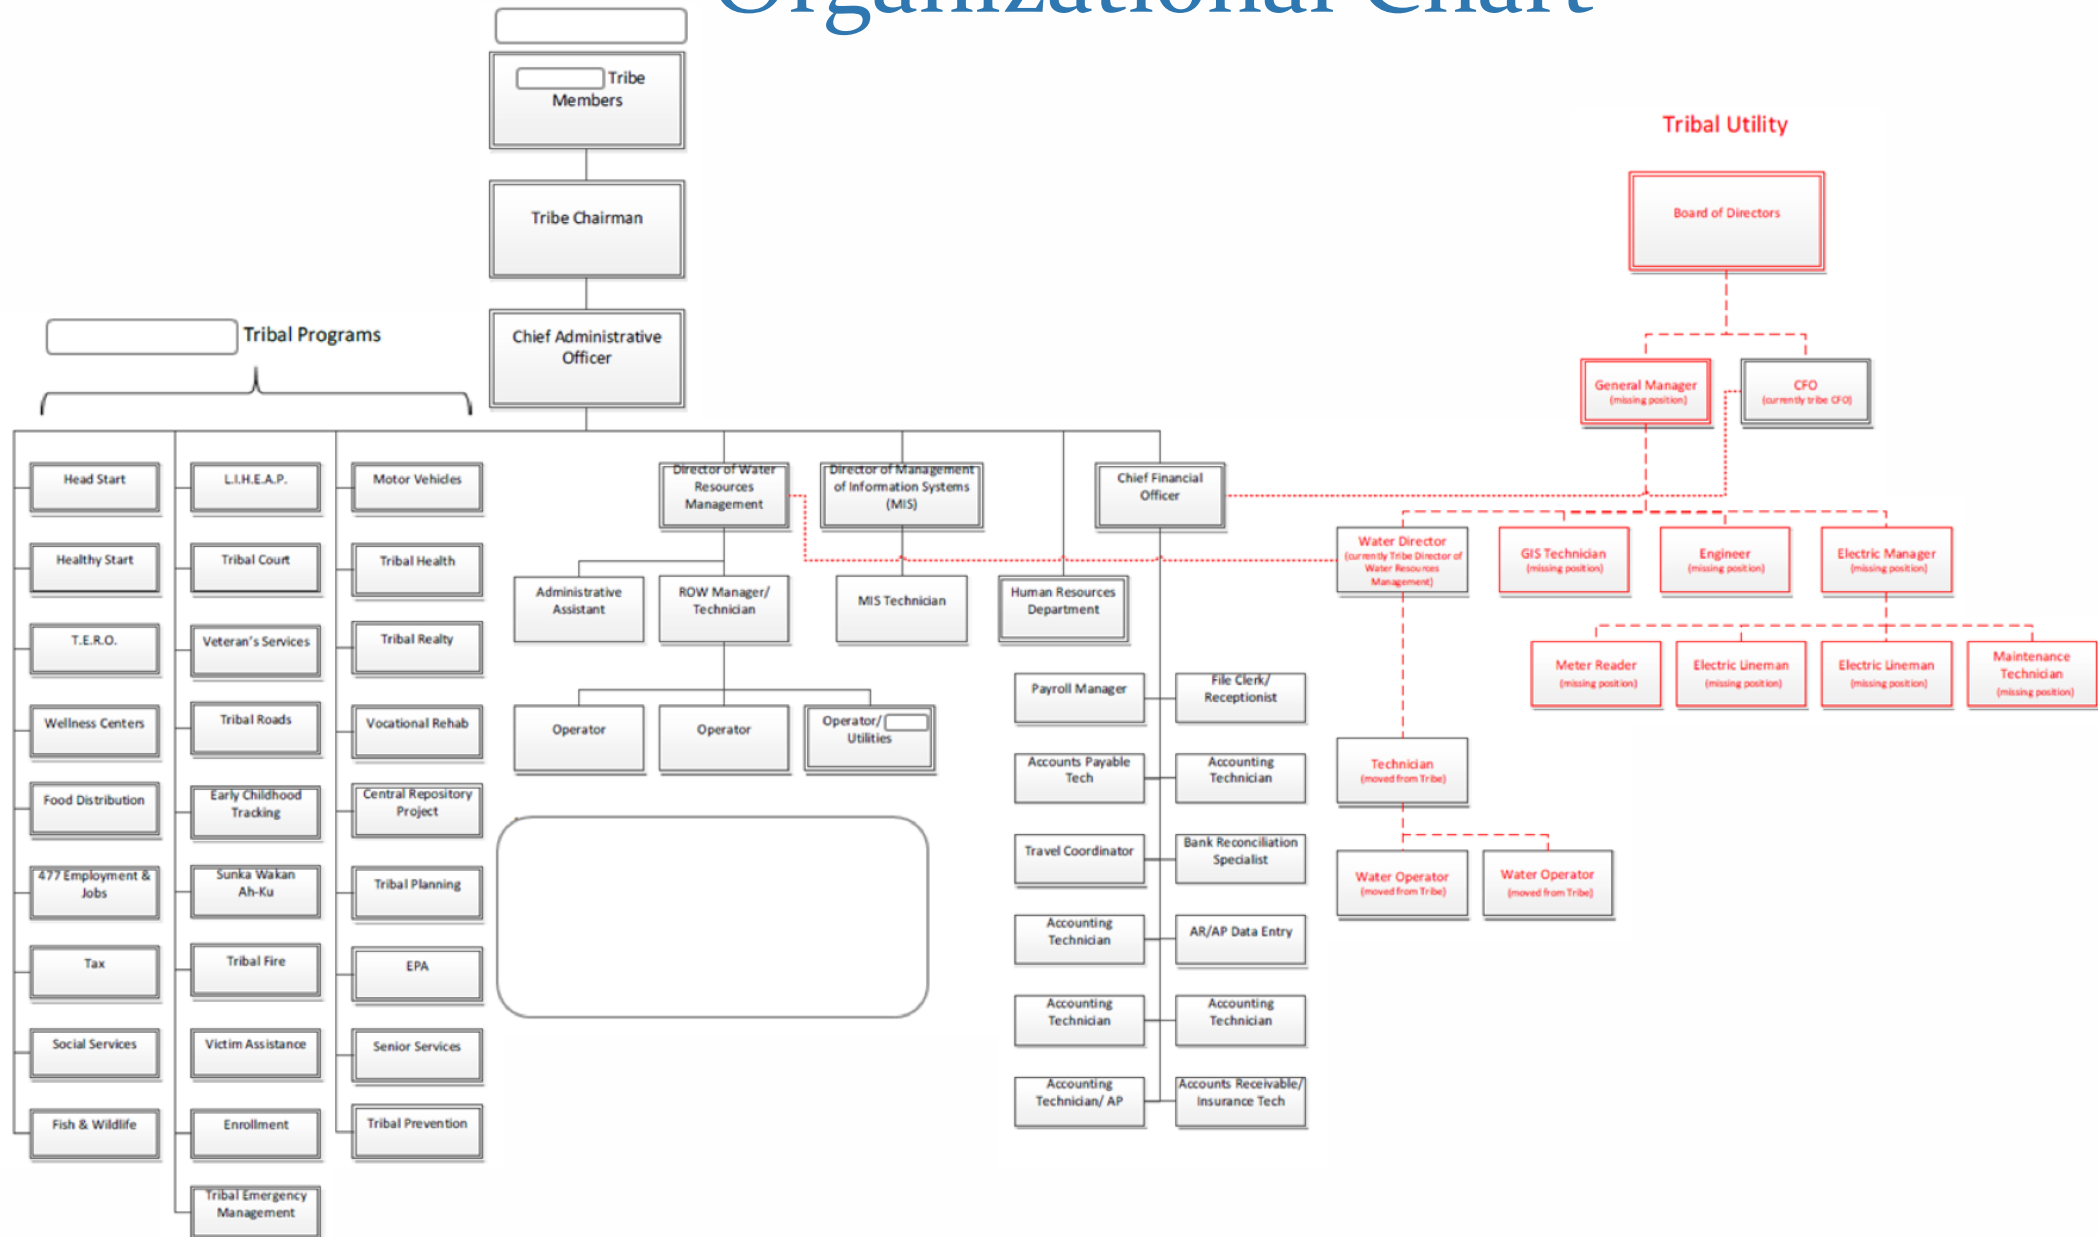 Organizational Chart
Tribe
Members
Tribe Chairman
Chief Administrative
Officer
Tribal Programs
Head Start
Healthy Start
T.E.R.O.
Wellness Centers
Food Distribution
477 Employment &
Jobs
Tax
Social Services
Fish & Wildlife
L.I.H.E.A.P.
Tribal Court
Veteran's Services
Tribal Roads
Early Childhood
Tracking
Sunka Wakan
Ah-Ku
Tribal Fire
Victim Assistance
Enrollment
Tribal Emergency
Management
Motor Vehicles
Tribal Health
Tribal Realty
Vocational Rehab
Central Repository
Project
Tribal Planning
EPA
Senior Services
Tribal Prevention
Director of Water
Resources
Management
Administrative
Assistant
ROW Manager/
Technician
Operator
Operator
Operator/
Utilities
Director of Management
of Information Systems
(MIS)
MIS Technician
Human Resources
Department
Chief Financial
Officer
Payroll Manager
File Clerk/
Receptionist
Accounts Payable
Tech
Accounting
Technician
Travel Coordinator
Bank Reconciliation
Specialist
Accounting
Technician
AR/AP Data Entry
Accounting
Technician
Accounting
Technician
Accounting
Technician/ AP
Accounts Receivable/
Insurance Tech
Tribal Utility
Board of Directors
General Manager
(missing position)
CFO
(currently tribe CFO)
Water Director
(currently Tribe Director of
Water Resources
Management)
GIS Technician
(missing position)
Engineer
(missing position)
Electric Manager
(missing position)
Meter Reader
(missing position)
Electric Lineman
(missing position)
Electric Lineman
(missing position)
Maintenance
Technician
(missing position)
Technician
(moved from Tribe)
Water Operator
(moved from Tribe)
Water Operator
(moved from Tribe)